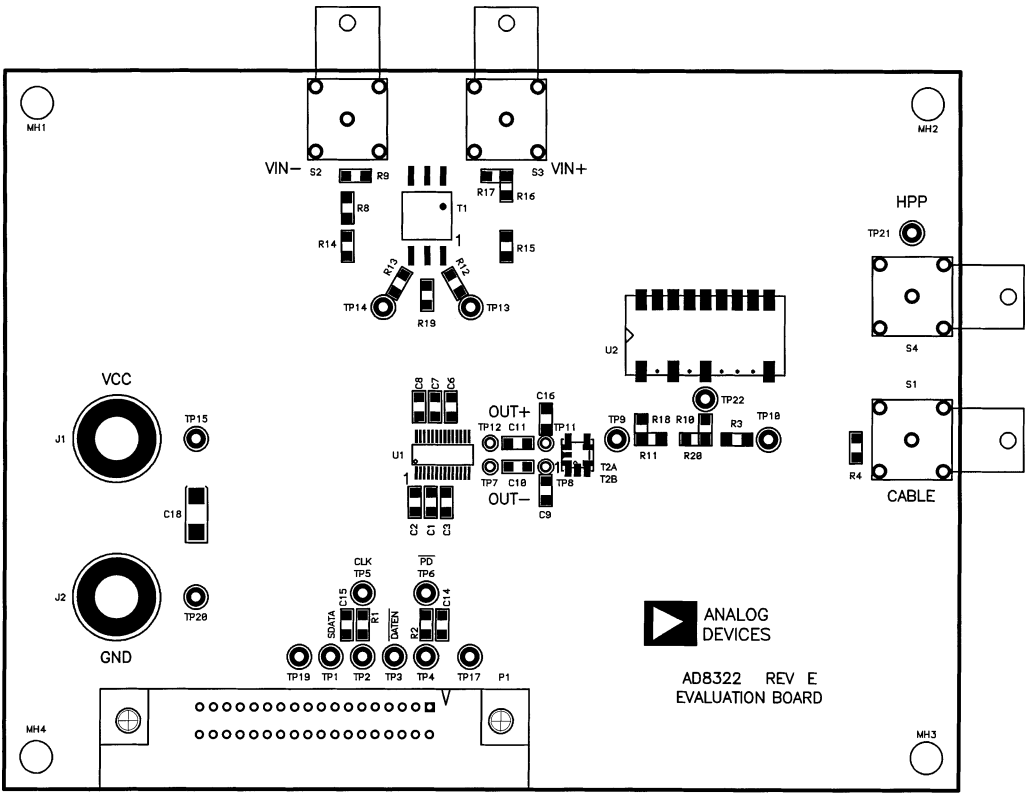 MH1
MH2
VIN-
S2
S3
VIN+
R9
R17
R16
R8
T1
1
R14
R15
HPP
TP21
R13
R12
TP14
R19
TP13
U2
S4
VCC
C8
C7
C6
C16
TP22
S1
J1
TP15
OUT+
TP12
C11
TP11
TP9
R18
R10
R3
TP10
U1
1
R11
R20
R4
1
T2A
T2B
TP7
C10
TP8
OUT-
CABLE
C18
C2
C1
C3
C9
CLK
TP5
PD
TP6
J2
TP20
C15
R1
R2
C14
SDATA
DATEN
GND
TP19
TP1
TP2
TP3
TP4
TP17
P1
ANALOG
DEVICES
AD8322 REV E
EVALUATION BOARD
MH4
MH3